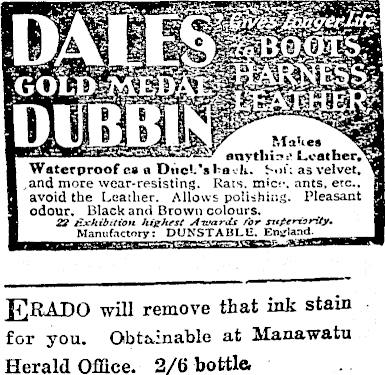 DALES'
GOLD MEDAL
DUBBIN
Gives Longer Life
to BOOTS
HARNESS
LEATHER
Makes
anything Leather,
Waterproof as a Duck's back. Soft as velvet,
and more wear-resisting. Rats, mice, ants, etc.,
avoid the Leather. Allows polishing. Pleasant
odour. Black and Brown colours.
22 Exhibition highest Awards for superiority.
Manufactory: DUNSTABLE, England.
ERADO will remove that ink stain
for you. Obtainable at Manawatu
Herald Office. 2/6 bottle.